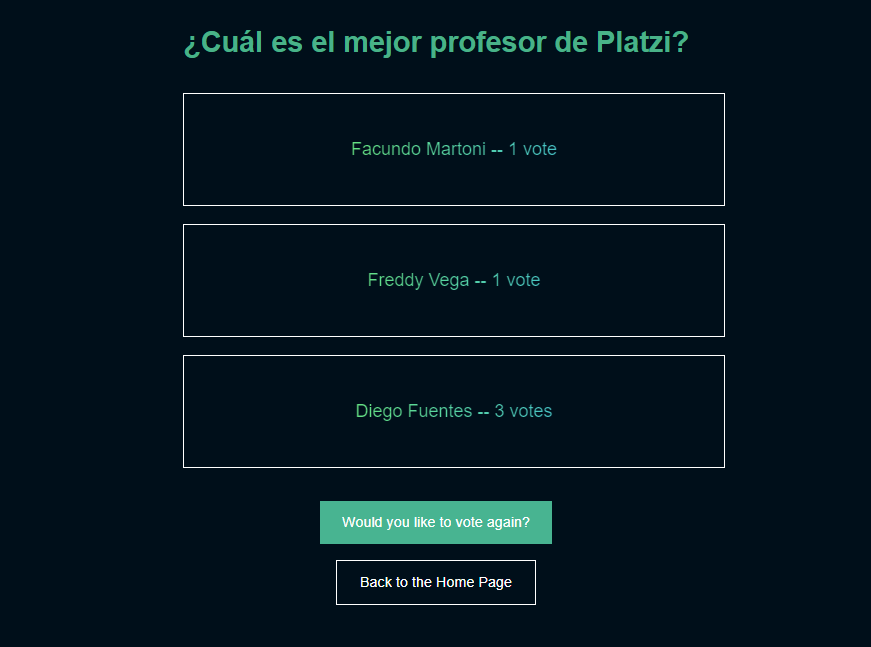 ¿Cuál es el mejor profesor de Platzi?
Facundo Martoni -- 1 vote
Freddy Vega -- 1 vote
Diego Fuentes -- 3 votes
Would you like to vote again?
Back to the Home Page